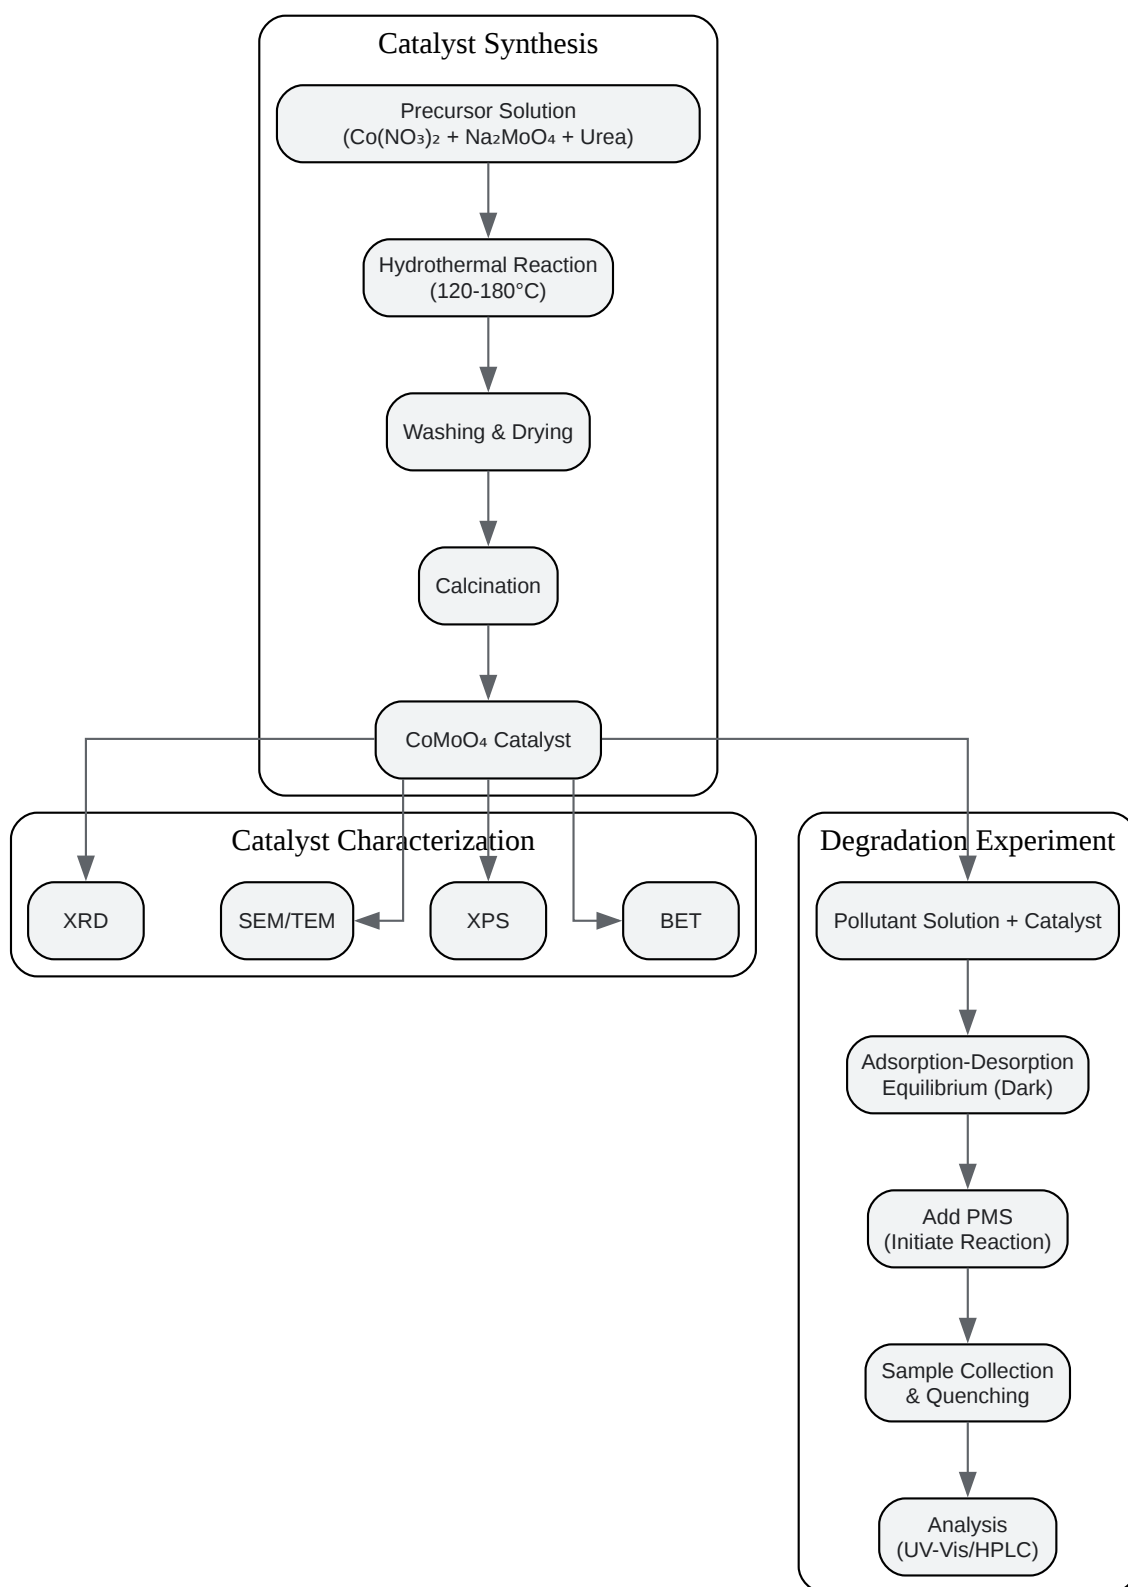 Catalyst Synthesis
Precursor Solution
(Co(NO₃)₂ + Na₂MoO₄ + Urea)
Hydrothermal Reaction
(120-180°C)
Washing & Drying
Calcination
CoMoO₄ Catalyst
Catalyst Characterization
XRD
SEM/TEM
XPS
BET
Degradation Experiment
Pollutant Solution + Catalyst
Adsorption-Desorption
Equilibrium (Dark)
Add PMS
(Initiate Reaction)
Sample Collection
& Quenching
Analysis
(UV-Vis/HPLC)